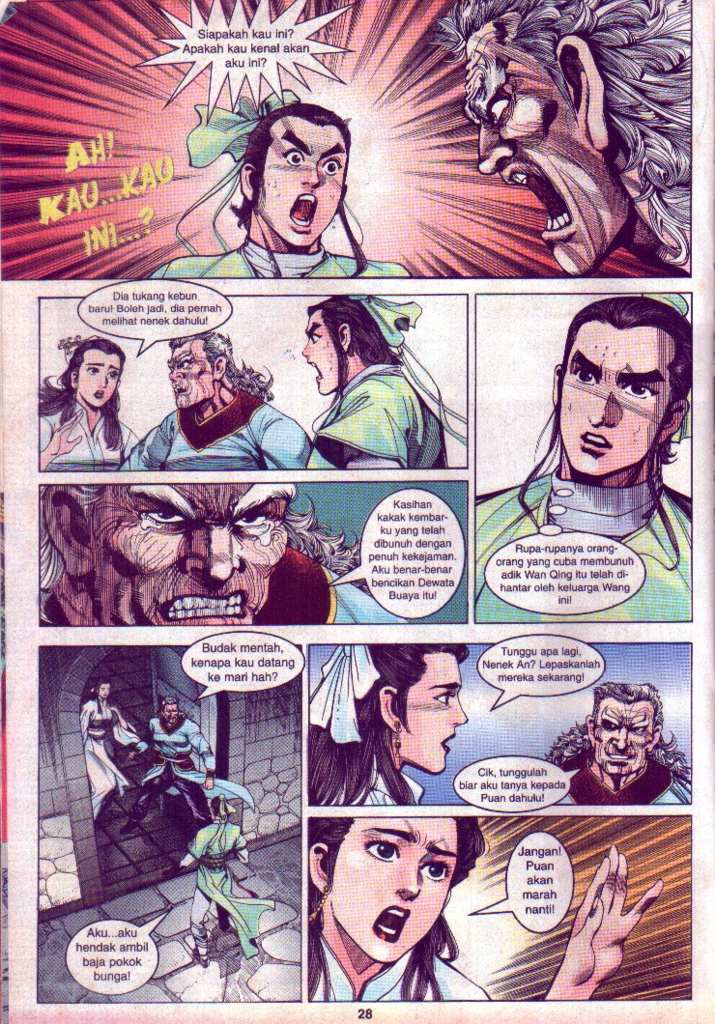 Siapakah kau ini?
Apakah kau kenal akan
aku ini?
AH!
KAU...KAU
INI...?
Dia tukang kebun
baru! Boleh jadi, dia pernah
melihat nenek dahulu!
Rupa-rupanya orang-
orang yang cuba membunuh
adik Wan Qing itu telah di-
hantar oleh keluarga Wang
ini!
Kasihan
kakak kembar-
ku yang telah
dibunuh dengan
penuh kekejaman.
Aku benar-benar
bencikan Dewata
Buaya itu!
Budak mentah,
kenapa kau datang
ke mari hah?
Aku...aku
hendak ambil
baja pokok
bunga!
Tunggu apa lagi,
Nenek An? Lepaskanlah
mereka sekarang!
Cik, tunggulah
biar aku tanya kepada
Puan dahulu!
Jangan!
Puan
akan
marah
nanti!
28